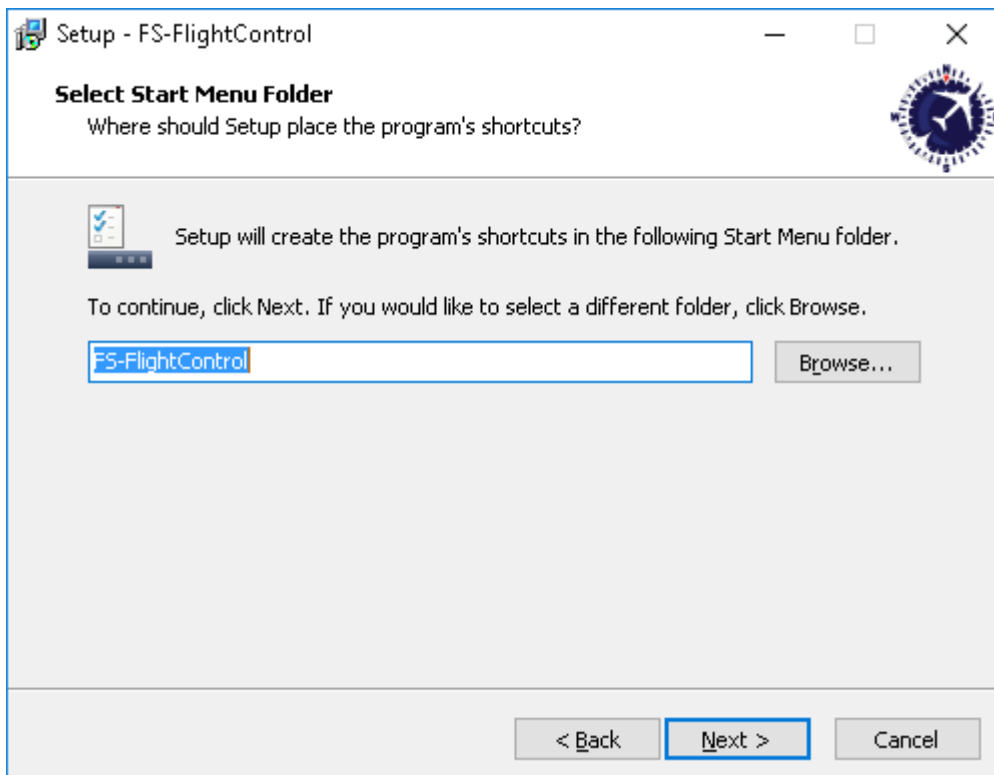 Setup - FS-FlightControl
Select Start Menu Folder
Where should Setup place the program's shortcuts?
N
W
S
Setup will create the program's shortcuts in the following Start Menu folder.
To continue, click Next. If you would like to select a different folder, click Browse.
FS-FlightControl
Browse...
< Back
Next >
Cancel